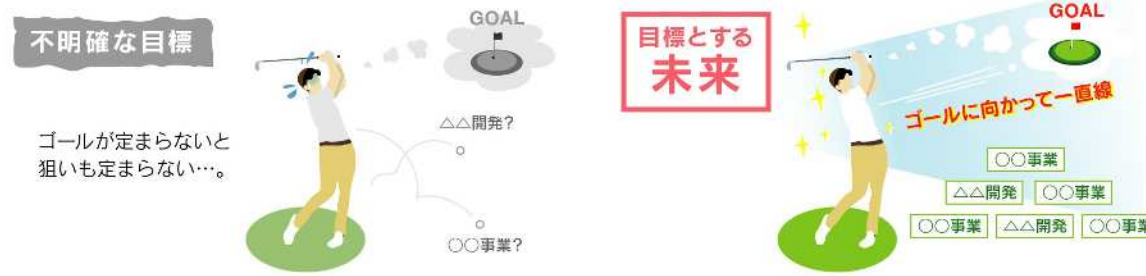 不明確な目標
ゴールが定まらないと
狙いも定まらない…。
GOAL
△△開発?
○○事業?
目標とする
未来
GOAL
ゴールに向かって一直線
○○事業
△△開発
○○事業
○○事業
△△開発
○○事業